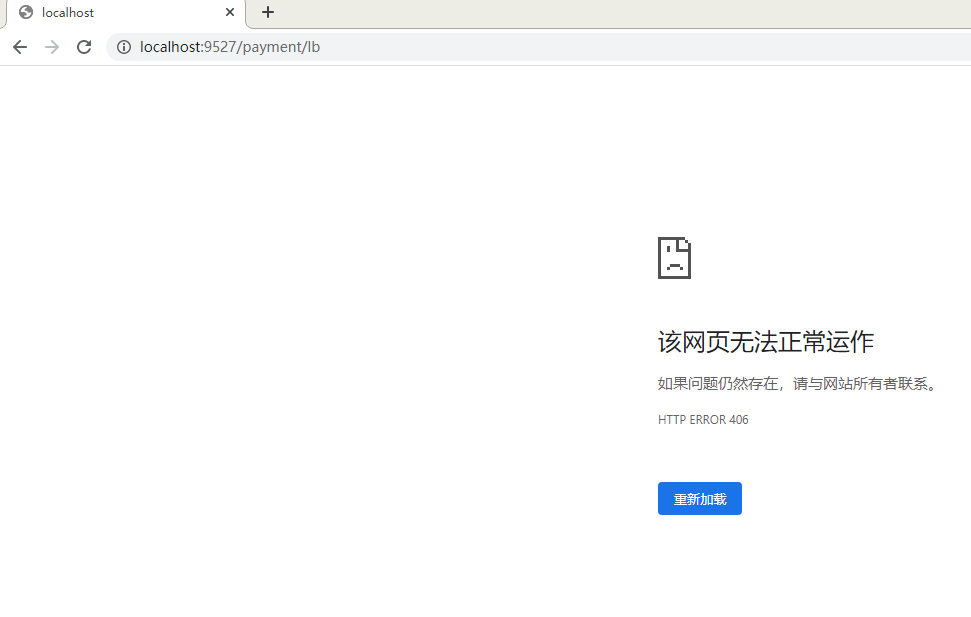 localhost
localhost:9527/payment/lb
该网页无法正常运作
如果问题仍然存在，请与网站所有者联系。
HTTP ERROR 406
重新加载